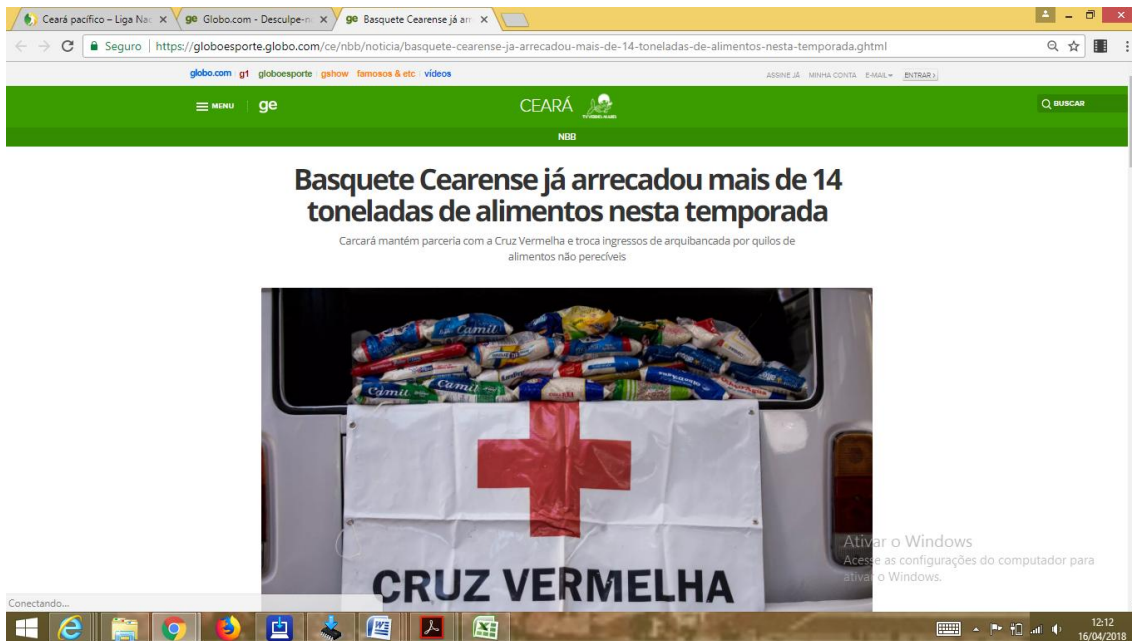 Ceará pacífico – Liga Nac
ge Globo.com - Desculpe-n
ge Basquete Cearense já arr
Seguro | https://globoesporte.globo.com/ce/nbb/noticia/basquete-cearense-ja-arrecadou-mais-de-14-toneladas-de-alimentos-nesta-temporada.ghtml
globo.com g1 globoesporte gshow famosos & etc vídeos
ASSINE JÁ MINHA CONTA E-MAIL ENTRAR ›
MENU ge CEARÁ BUSCAR
NBB
Basquete Cearense já arrecadou mais de 14
toneladas de alimentos nesta temporada
Carcará mantém parceria com a Cruz Vermelha e troca ingressos de arquibancada por quilos de
alimentos não perecíveis
Camil
Camil
Camil
CRUZ VERMELHA
Ativar o Windows
Acesse as configurações do computador para
ativar o Windows.
Conectando...
12:12
16/04/2018